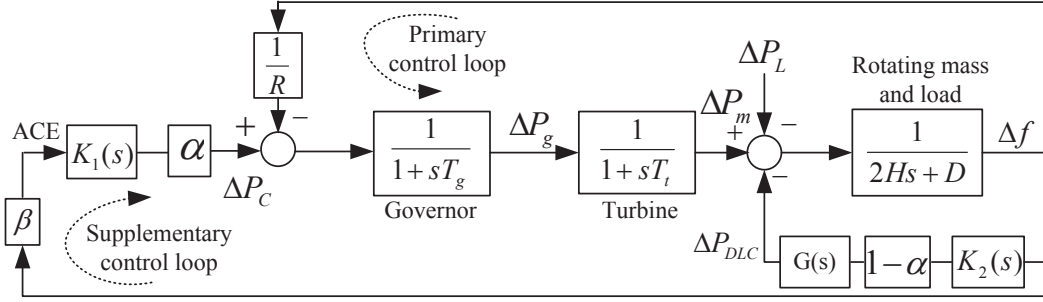 1/R
Primary
control loop
ΔP_L
Rotating mass
and load
ACE
K_1(s)
α
+
−
ΔP_C
1/(1+sT_g)
Governor
ΔP_g
1/(1+sT_t)
Turbine
ΔP_m
+
−
−
1/(2Hs+D)
Δf
β
Supplementary
control loop
ΔP_DLC
G(s)
1−α
K_2(s)